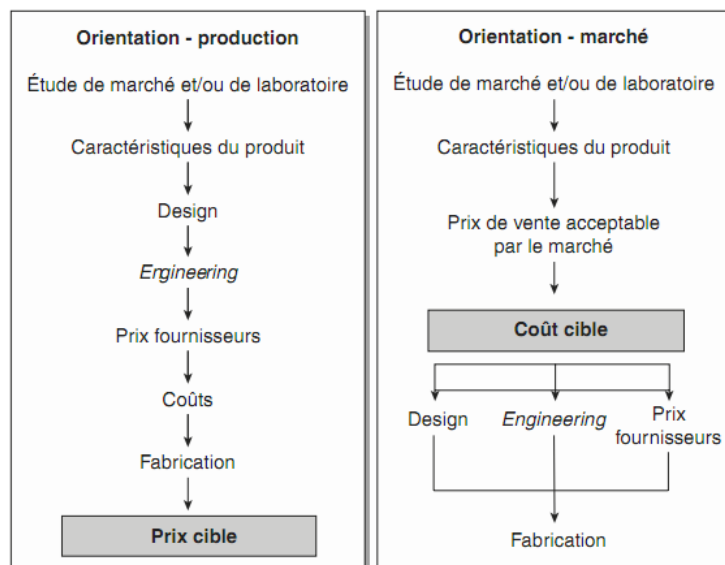 Orientation - production
Étude de marché et/ou de laboratoire
Caractéristiques du produit
Design
Engineering
Prix fournisseurs
Coûts
Fabrication
Prix cible
Orientation - marché
Étude de marché et/ou de laboratoire
Caractéristiques du produit
Prix de vente acceptable
par le marché
Coût cible
Design
Engineering
Prix
fournisseurs
Fabrication